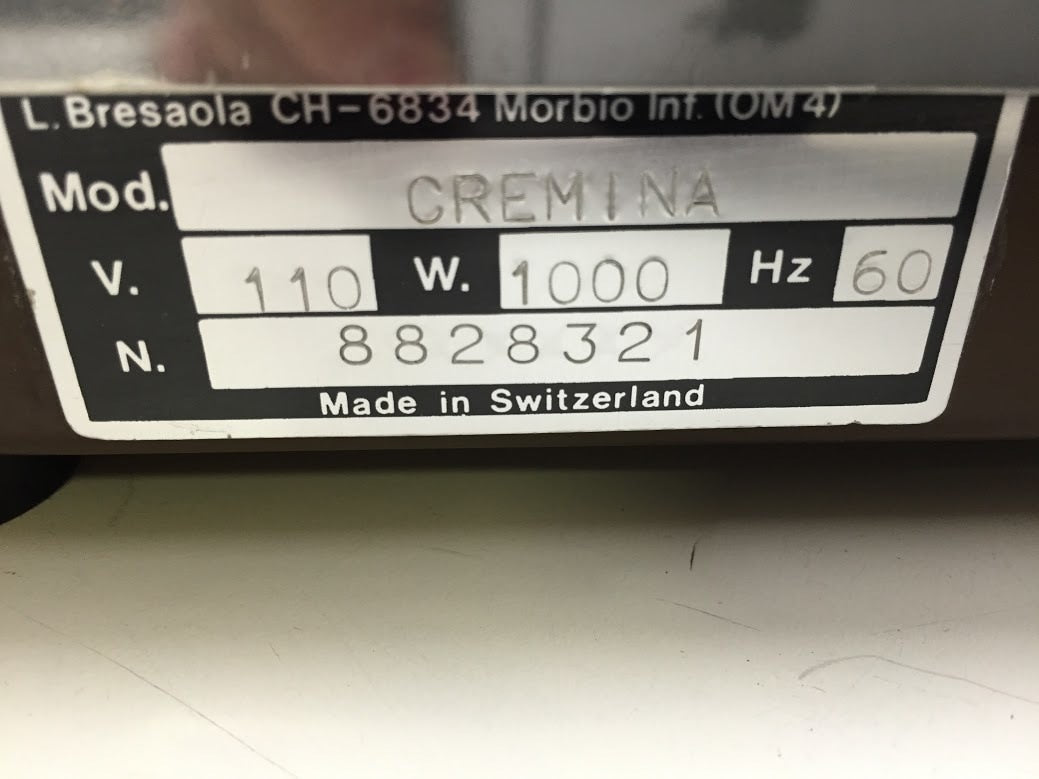 L. Bresaola CH-6834 Morbio Inf. (OM4)
Mod. CREMINA
V. 110 W. 1000 Hz 60
N. 8828321
Made in Switzerland